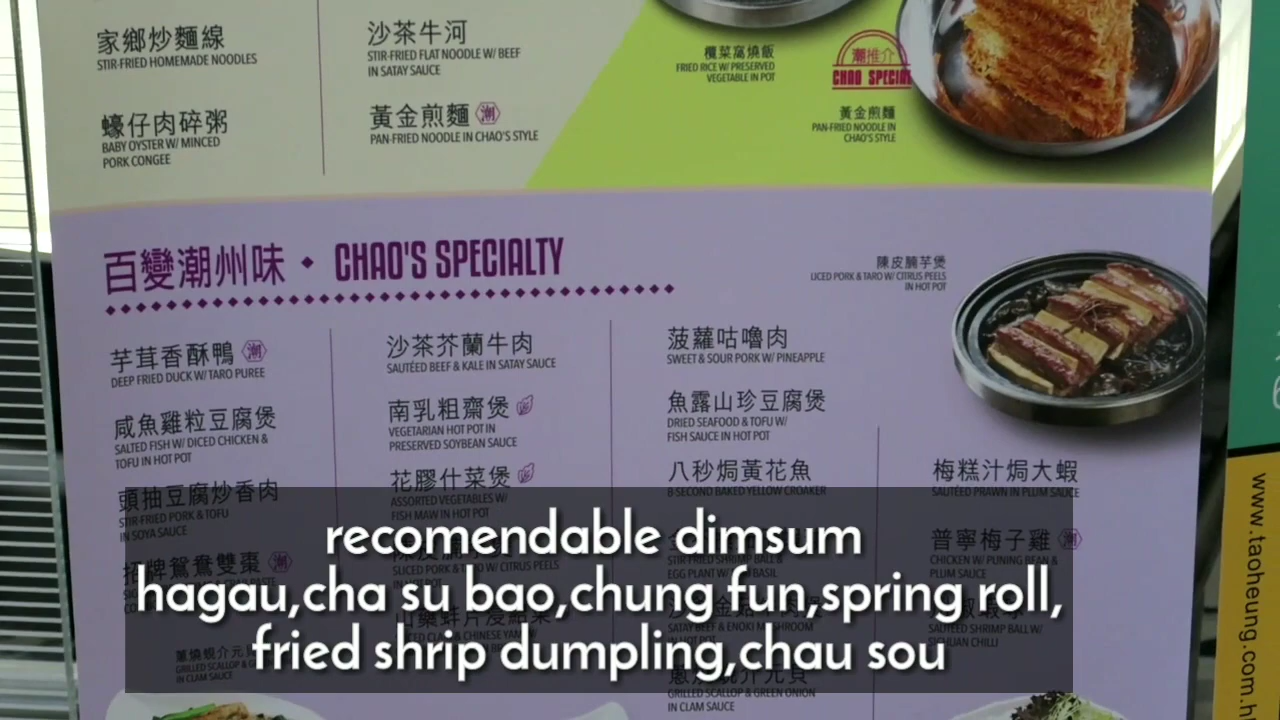 家鄉炒麵線
STIR-FRIED HOMEMADE NOODLES
蠔仔肉碎粥
BABY OYSTER W/ MINCED
PORK CONGEE
沙茶牛河
STIR-FRIED FLAT NOODLE W/ BEEF
IN SATAY SAUCE
黃金煎麵 潮
PAN-FRIED NOODLE IN CHAO'S STYLE
欖菜窩燒飯
FRIED RICE W/ PRESERVED
VEGETABLE IN POT
潮推介
CHAO SPECIAL
黃金煎麵
PAN-FRIED NOODLE IN
CHAO'S STYLE
百變潮州味 • CHAO'S SPECIALTY
陳皮腩芋煲
LICED PORK & TARO W/ CITRUS PEELS
IN HOT POT
芋茸香酥鴨 潮
DEEP FRIED DUCK W/ TARO PUREE
咸魚雞粒豆腐煲
SALTED FISH W/ DICED CHICKEN &
TOFU IN HOT POT
頭抽豆腐炒香肉
STIR-FRIED PORK & TOFU
IN SOYA SAUCE
招牌鴛鴦雙棗 潮
GRILLED SCALLOP &
IN CLAM SAUCE
沙茶芥蘭牛肉
SAUTÉED BEEF & KALE IN SATAY SAUCE
南乳粗齋煲
VEGETARIAN HOT POT IN
PRESERVED SOYBEAN SAUCE
花膠什菜煲
ASSORTED VEGETABLES W/
FISH MAW IN HOT POT
SLICED PORK & TARO W/ CITRUS PEELS
菠蘿咕嚕肉
SWEET & SOUR PORK W/ PINEAPPLE
魚露山珍豆腐煲
DRIED SEAFOOD & TOFU W/
FISH SAUCE IN HOT POT
八秒焗黃花魚
8-SECOND BAKED YELLOW CROAKER
STIR-FRIED SHRIMP BALL &
EGG PLANT W/ BASIL
SATAY BEEF & ENOKI MUSHROOM
IN HOT POT
GRILLED SCALLOP & GREEN ONION
IN CLAM SAUCE
梅糕汁焗大蝦
SAUTÉED PRAWN IN PLUM SAUCE
普寧梅子雞 潮
CHICKEN W/ PUNING BEAN &
PLUM SAUCE
SAUTÉED SHRIMP BALL W/
SICHUAN CHILLI
www.taoheung.com.h
recomendable dimsum
hagau,cha su bao,chung fun,spring roll,
fried shrip dumpling,chau sou